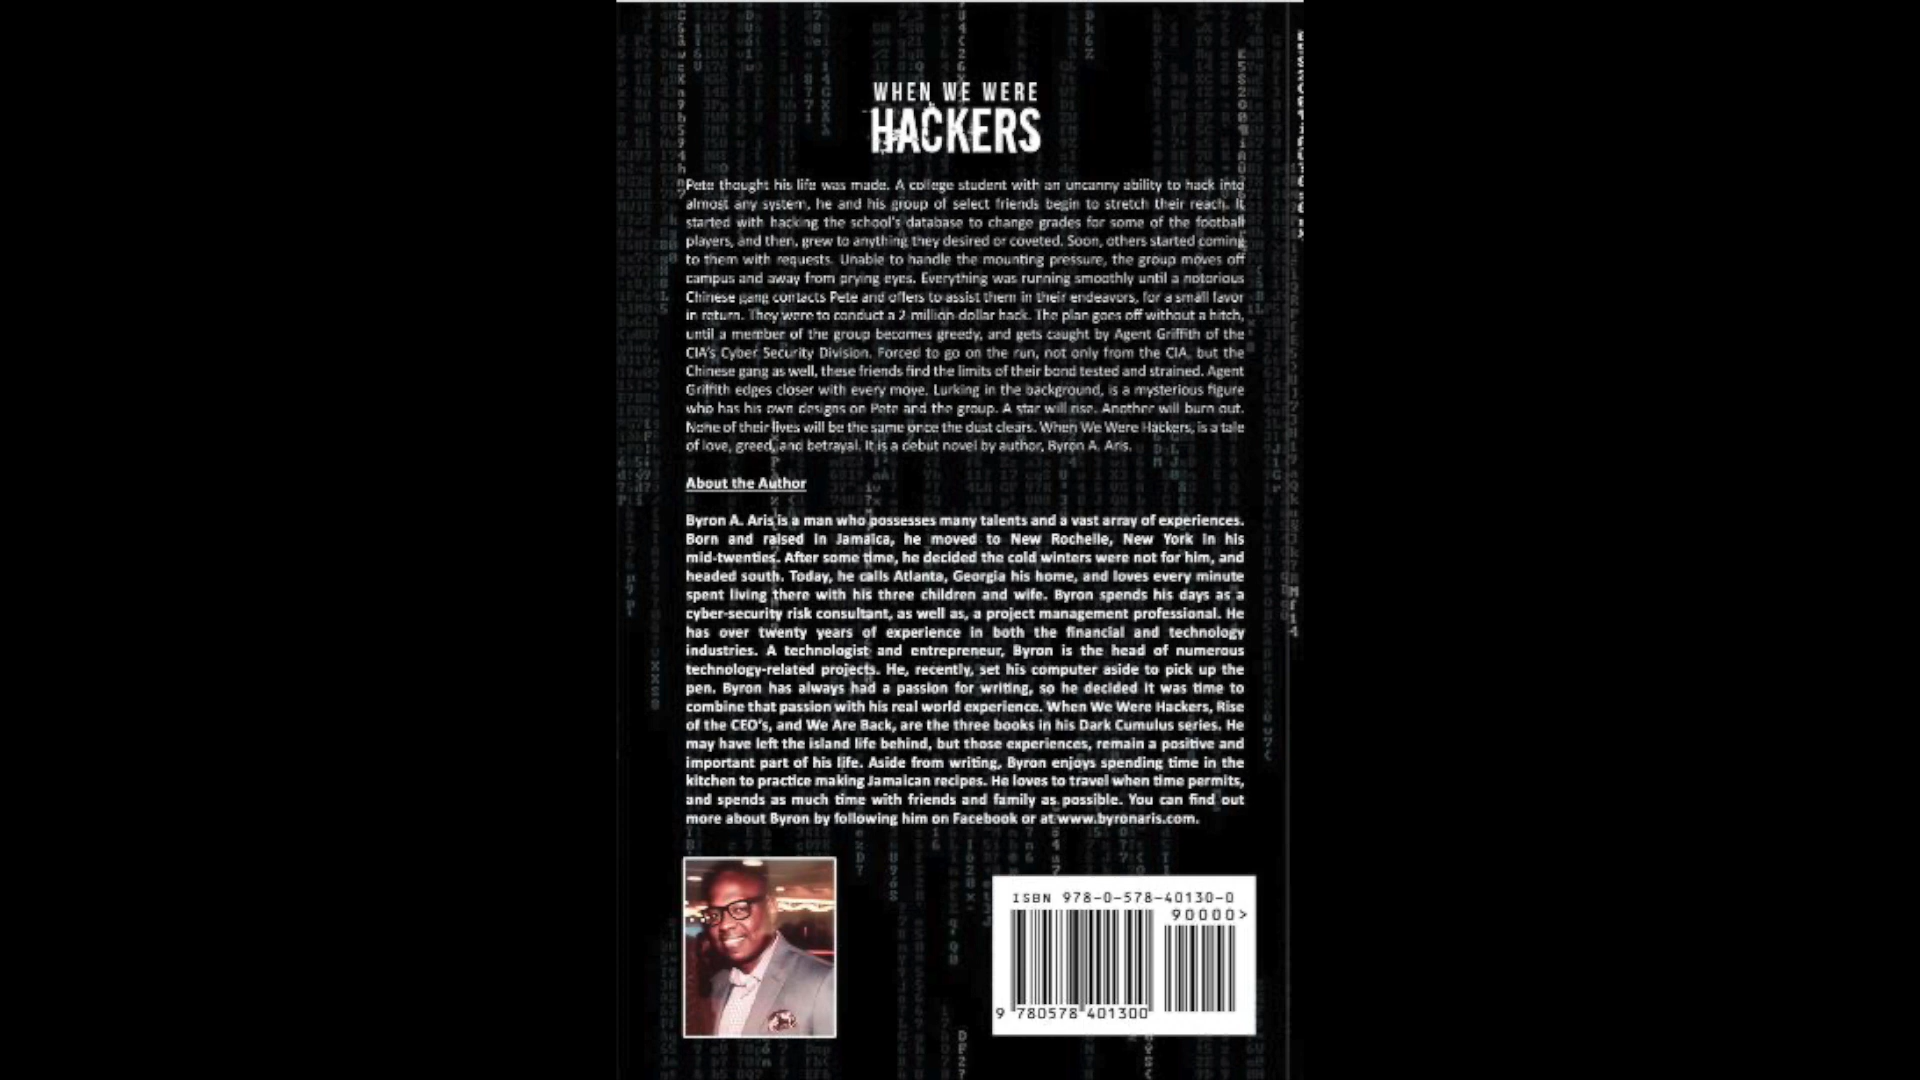 WHEN WE WERE
HACKERS
Pete thought his life was made. A college student with an uncanny ability to hack into
almost any system, he and his group of select friends begin to stretch their reach. It
started with hacking the school's database to change grades for some of the football
players, and then, grew to anything they desired or coveted. Soon, others started coming
to them with requests. Unable to handle the mounting pressure, the group moves off
campus and away from prying eyes. Everything was running smoothly until a notorious
Chinese gang contacts Pete and offers to assist them in their endeavors, for a small favor
in return. They were to conduct a 2-million-dollar hack. The plan goes off without a hitch,
until a member of the group becomes greedy, and gets caught by Agent Griffith of the
CIA's Cyber Security Division. Forced to go on the run, not only from the CIA, but the
Chinese gang as well, these friends find the limits of their bond tested and strained. Agent
Griffith edges closer with every move. Lurking in the background, is a mysterious figure
who has his own designs on Pete and the group. A star will rise. Another will burn out.
None of their lives will be the same once the dust clears. When We Were Hackers, is a tale
of love, greed, and betrayal. It is a debut novel by author, Byron A. Aris.
About the Author
Byron A. Aris is a man who possesses many talents and a vast array of experiences.
Born and raised in Jamaica, he moved to New Rochelle, New York in his
mid-twenties. After some time, he decided the cold winters were not for him, and
headed south. Today, he calls Atlanta, Georgia his home, and loves every minute
spent living there with his three children and wife. Byron spends his days as a
cyber-security risk consultant, as well as, a project management professional. He
has over twenty years of experience in both the financial and technology
industries. A technologist and entrepreneur, Byron is the head of numerous
technology-related projects. He, recently, set his computer aside to pick up the
pen. Byron has always had a passion for writing, so he decided it was time to
combine that passion with his real world experience. When We Were Hackers, Rise
of the CEO's, and We Are Back, are the three books in his Dark Cumulus series. He
may have left the island life behind, but those experiences, remain a positive and
important part of his life. Aside from writing, Byron enjoys spending time in the
kitchen to practice making Jamaican recipes. He loves to travel when time permits,
and spends as much time with friends and family as possible. You can find out
more about Byron by following him on Facebook or at www.byronaris.com.
ISBN 978-0-578-40130-0
90000>
9 780578 401300